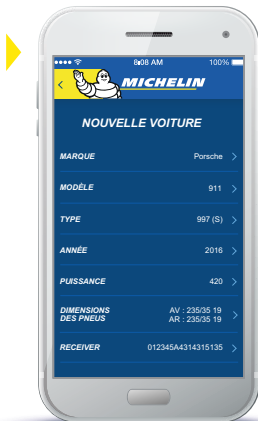 8:08 AM 100%
MICHELIN
NOUVELLE VOITURE
MARQUE Porsche
MODÈLE 911
TYPE 997 (S)
ANNÉE 2016
PUISSANCE 420
DIMENSIONS AV : 235/35 19
DES PNEUS AR : 235/35 19
RECEIVER 012345A4314315135